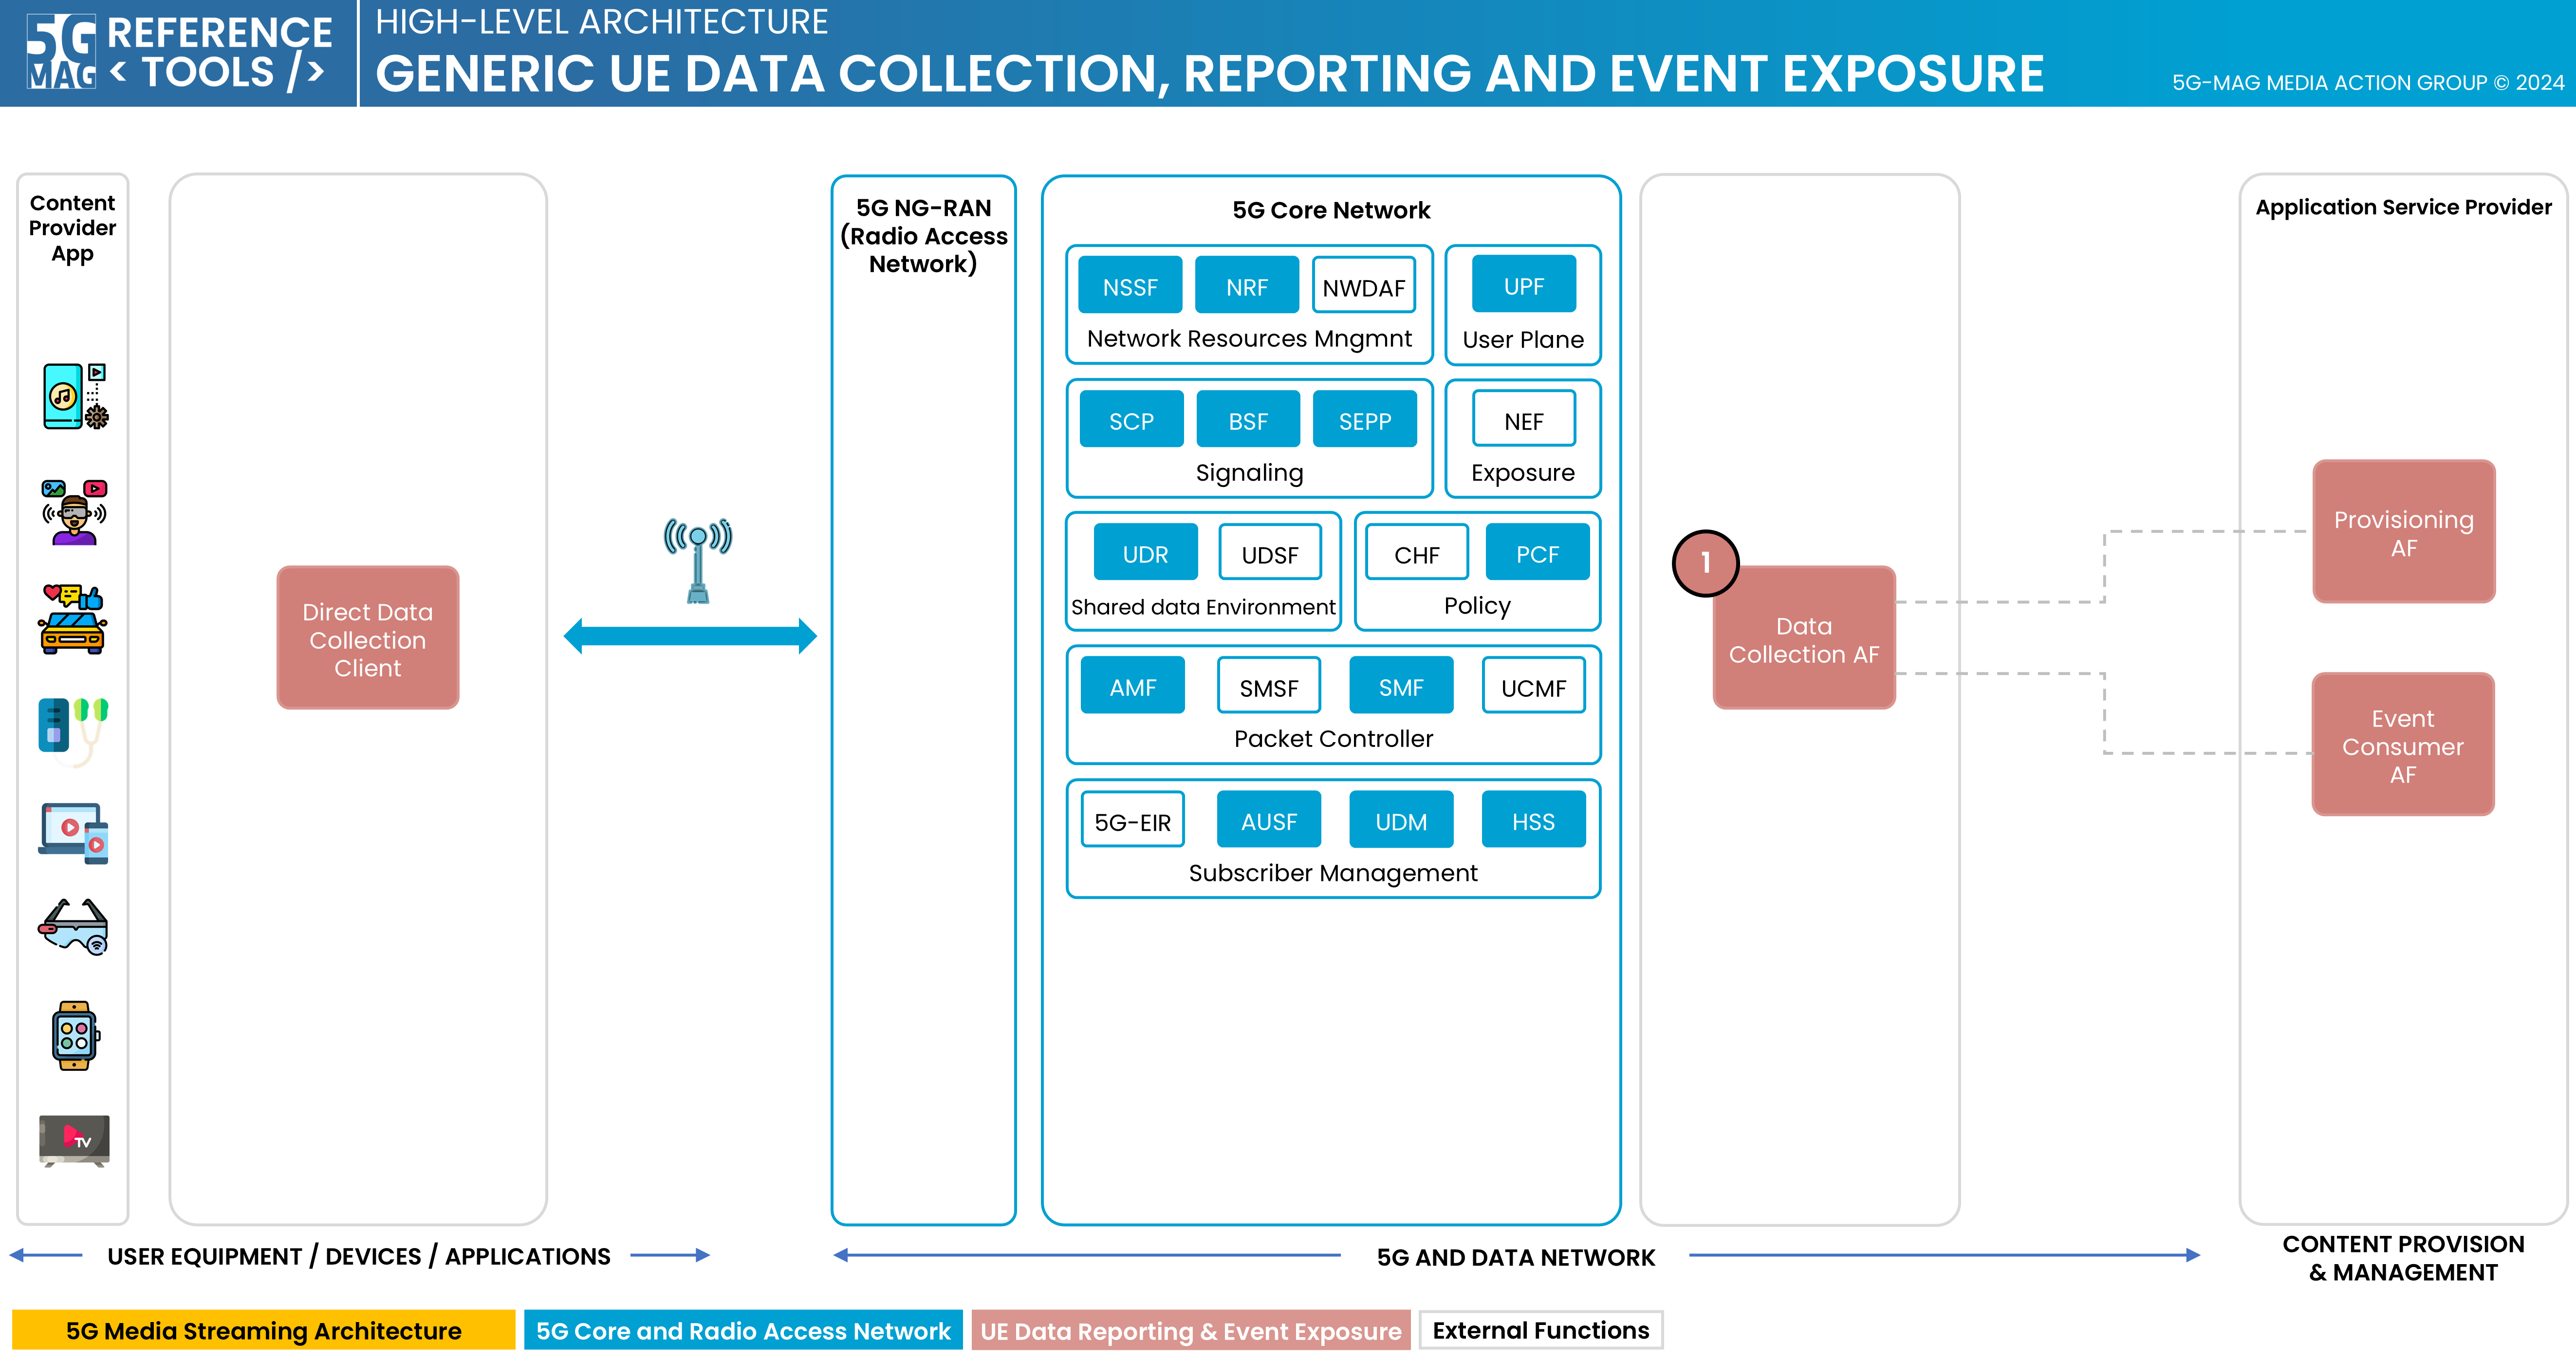 5G
MAG
REFERENCE
< TOOLS />
HIGH-LEVEL ARCHITECTURE
GENERIC UE DATA COLLECTION, REPORTING AND EVENT EXPOSURE
5G-MAG MEDIA ACTION GROUP © 2024
Content
Provider
App
TV
Direct Data
Collection
Client
5G NG-RAN
(Radio Access
Network)
5G Core Network
NSSF
NRF
NWDAF
Network Resources Mngmnt
UPF
User Plane
SCP
BSF
SEPP
Signaling
NEF
Exposure
UDR
UDSF
Shared data Environment
CHF
PCF
Policy
AMF
SMSF
SMF
UCMF
Packet Controller
5G-EIR
AUSF
UDM
HSS
Subscriber Management
1
Data
Collection AF
Application Service Provider
Provisioning
AF
Event
Consumer
AF
USER EQUIPMENT / DEVICES / APPLICATIONS
5G AND DATA NETWORK
CONTENT PROVISION
& MANAGEMENT
5G Media Streaming Architecture
5G Core and Radio Access Network
UE Data Reporting & Event Exposure
External Functions